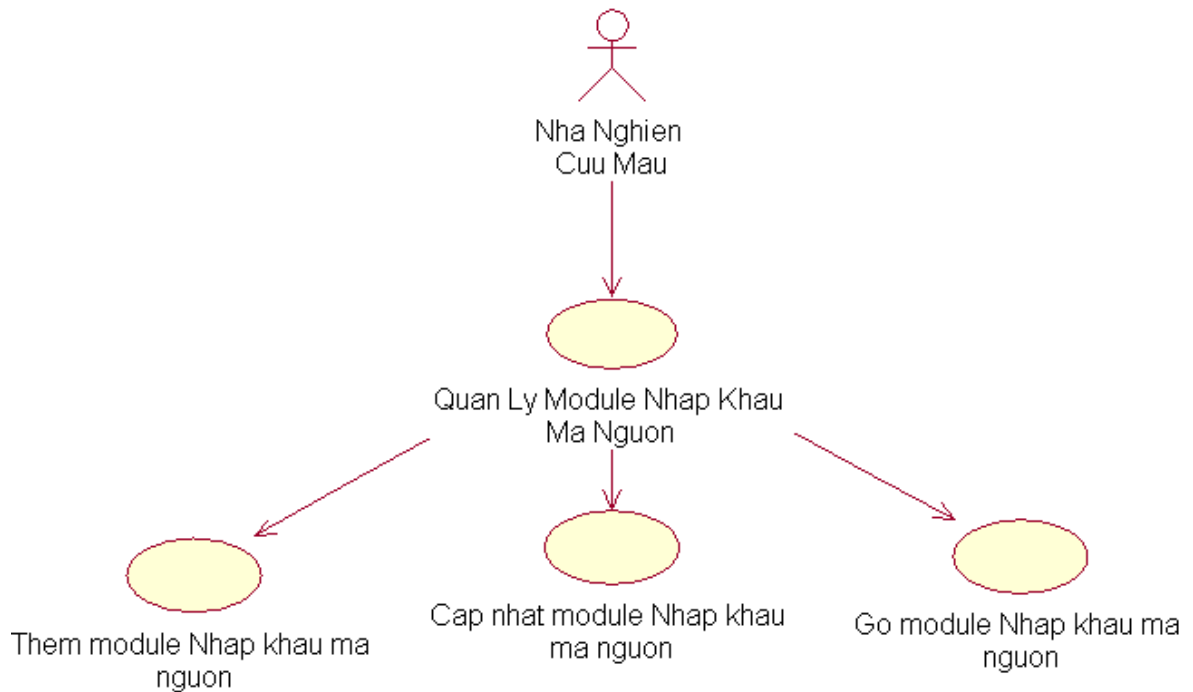 Nha Nghien
Cuu Mau
Quan Ly Module Nhap Khau
Ma Nguon
Them module Nhap khau ma
nguon
Cap nhat module Nhap khau
ma nguon
Go module Nhap khau ma
nguon